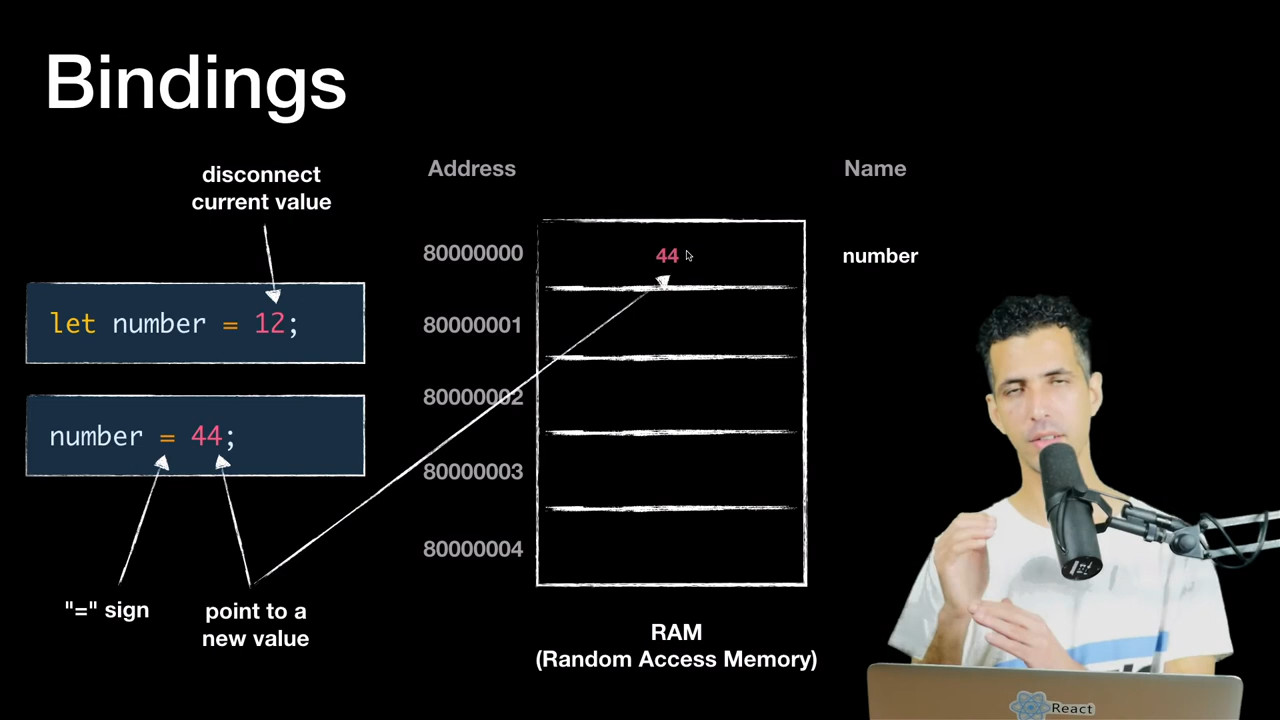 Bindings
disconnect
current value
let number = 12;
number = 44;
"=" sign
point to a
new value
Address
80000000
80000001
80000002
80000003
80000004
44
RAM
(Random Access Memory)
Name
number
React